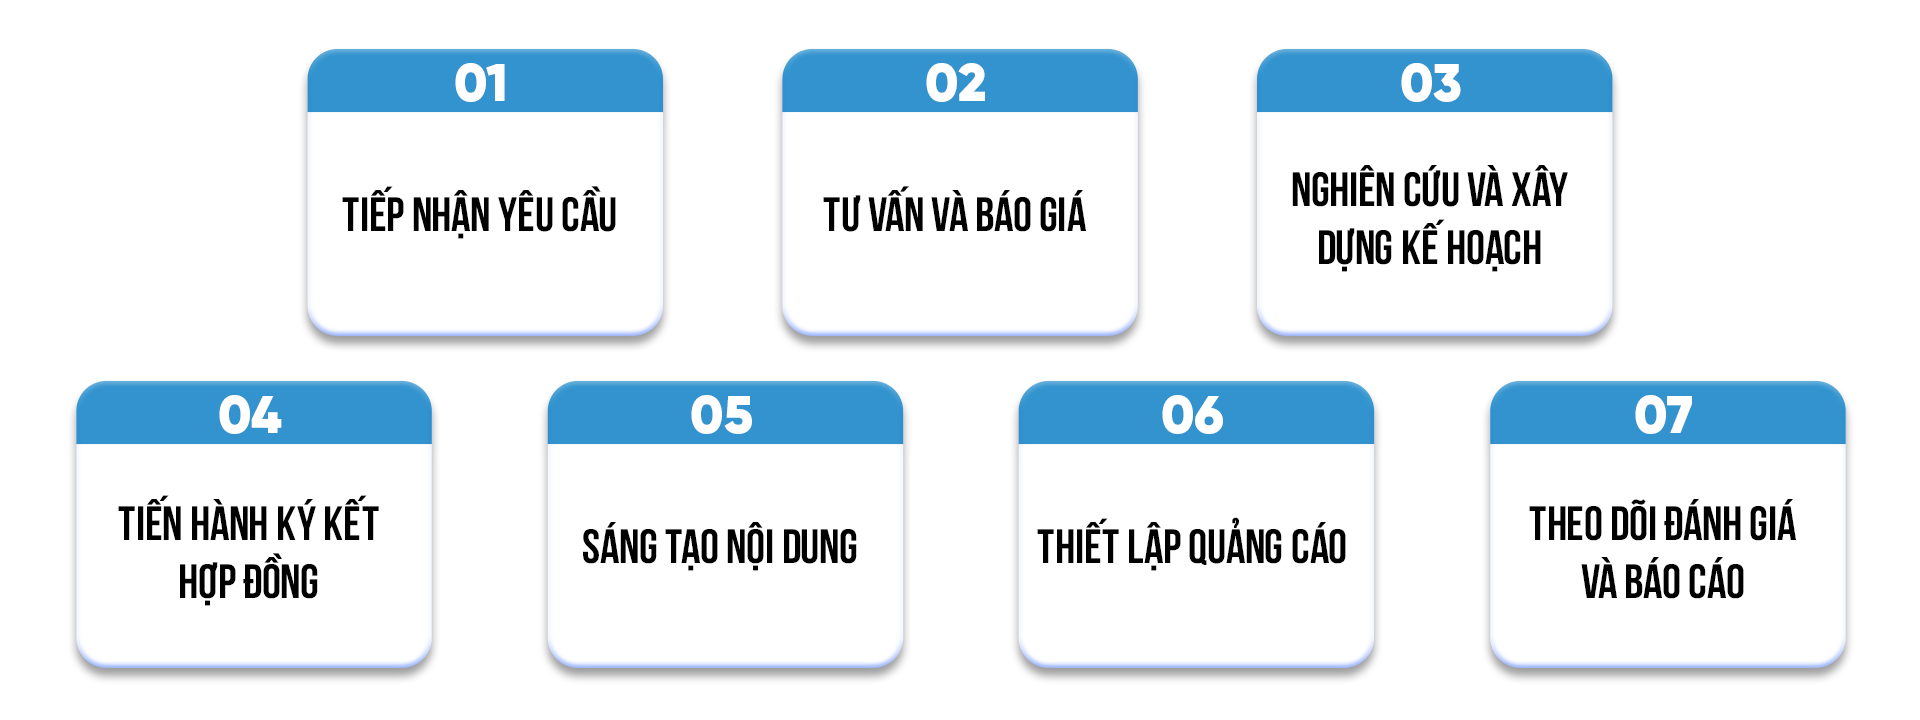 01
TIẾP NHẬN YÊU CẦU
02
TƯ VẤN VÀ BÁO GIÁ
03
NGHIÊN CỨU VÀ XÂY
DỰNG KẾ HOẠCH
04
TIẾN HÀNH KÝ KẾT
HỢP ĐỒNG
05
SÁNG TẠO NỘI DUNG
06
THIẾT LẬP QUẢNG CÁO
07
THEO DÕI ĐÁNH GIÁ
VÀ BÁO CÁO